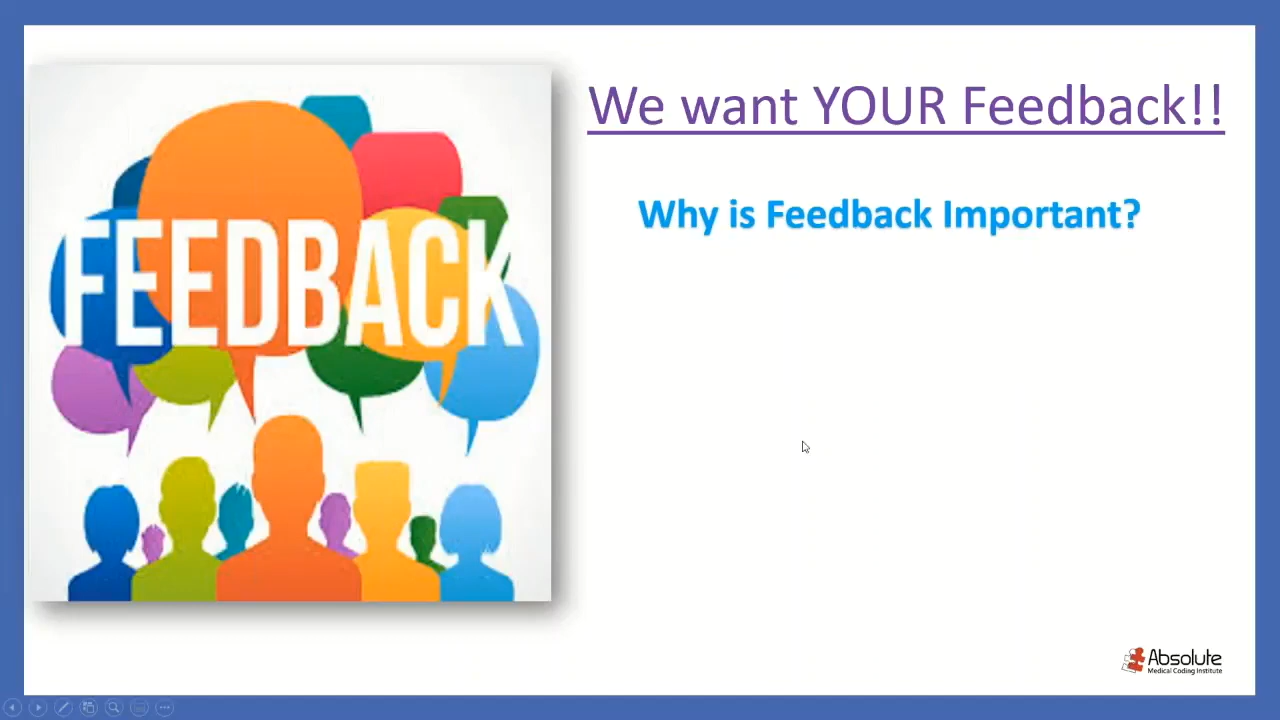 We want YOUR Feedback!!
Why is Feedback Important?
FEEDBACK
Absolute
Medical Coding Institute